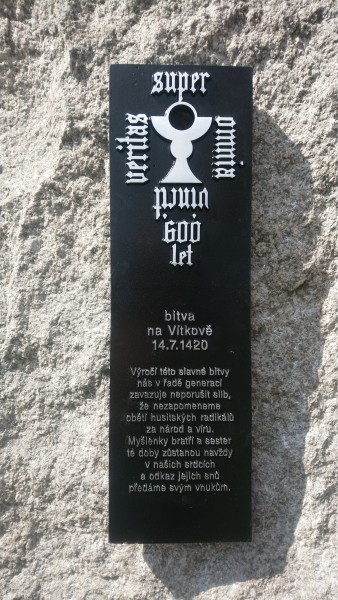 super
veritas
omnia
vincit
600
let
bitva
na Vítkově
14.7.1420
Výročí této slavné bitvy
nás v řadě generací
zavazuje neporušit slib,
že nezapomeneme
obětí husitských radikálů
za národ a víru.
Myšlenky bratří a sester
té doby zůstanou navždy
v našich srdcích
a odkaz jejich snů
předáme svým vnukům.